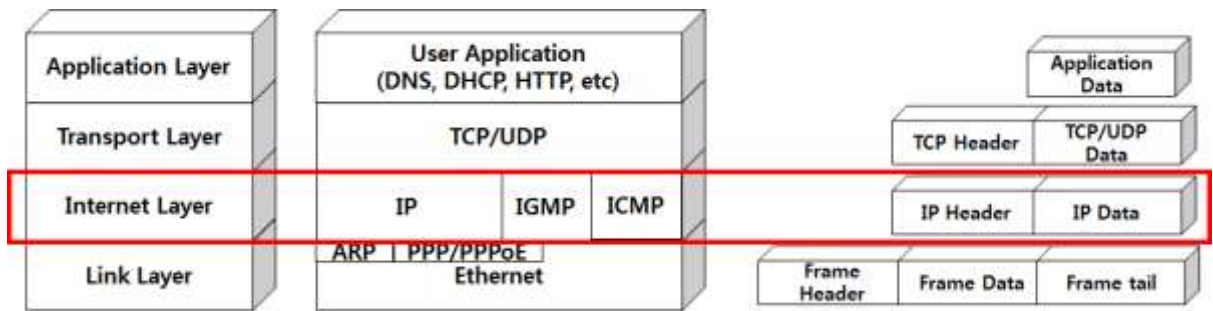 Application Layer
User Application
(DNS, DHCP, HTTP, etc)
Application
Data
Transport Layer
TCP/UDP
TCP Header
TCP/UDP
Data
Internet Layer
IP
IGMP
ICMP
IP Header
IP Data
ARP
PPP/PPPoE
Link Layer
Ethernet
Frame
Header
Frame Data
Frame tail